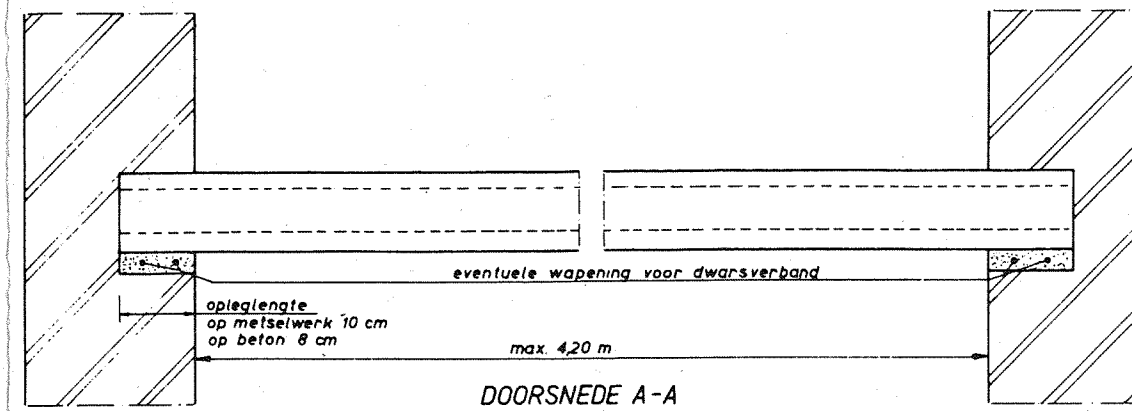 eventuele wapening voor dwarsverband
opleglengte
op metselwerk 10 cm
op beton 8 cm
max. 4,20 m
DOORSNEDE A-A